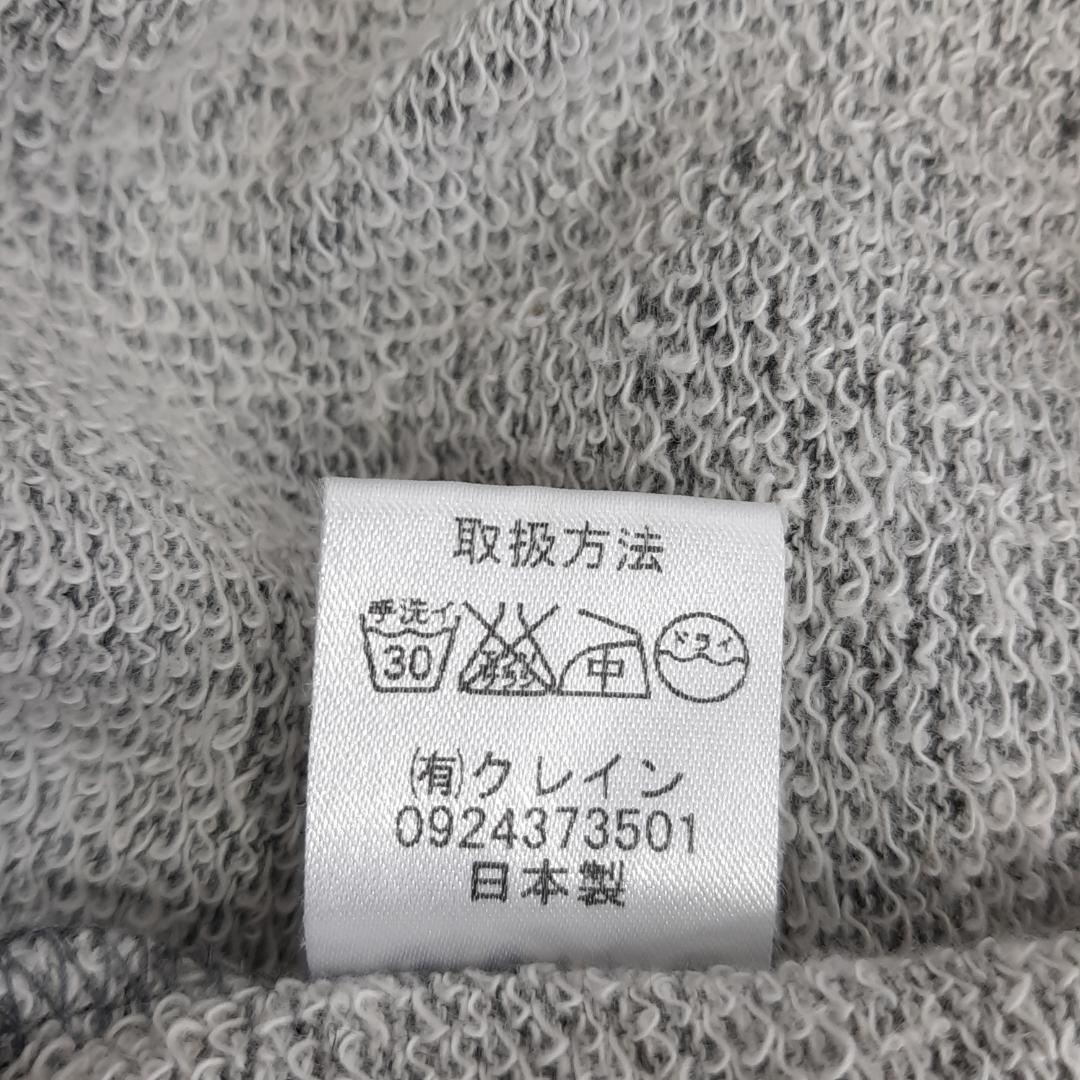 取扱方法
手洗イ
30 中 ドライ
㈲クレイン
0924373501
日本製